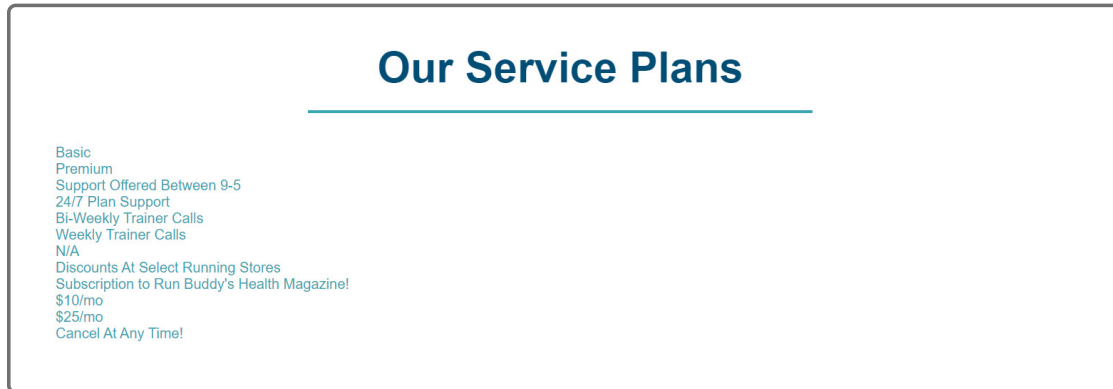 Our Service Plans
Basic
Premium
Support Offered Between 9-5
24/7 Plan Support
Bi-Weekly Trainer Calls
Weekly Trainer Calls
N/A
Discounts At Select Running Stores
Subscription to Run Buddy's Health Magazine!
$10/mo
$25/mo
Cancel At Any Time!